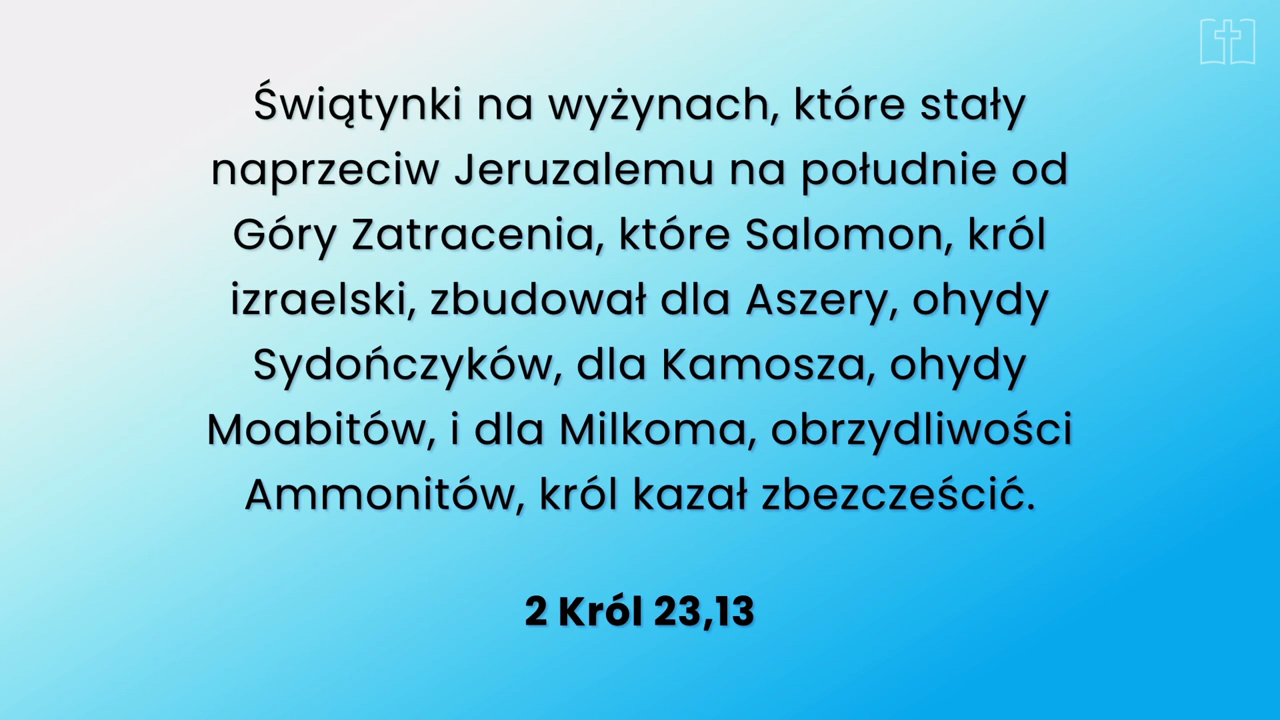 Świątynki na wyżynach, które stały
naprzeciw Jeruzalemu na południe od
Góry Zatracenia, które Salomon, król
izraelski, zbudował dla Aszery, ohydy
Sydończyków, dla Kamosza, ohydy
Moabitów, i dla Milkoma, obrzydliwości
Ammonitów, król kazał zbezcześcić.
2 Król 23,13